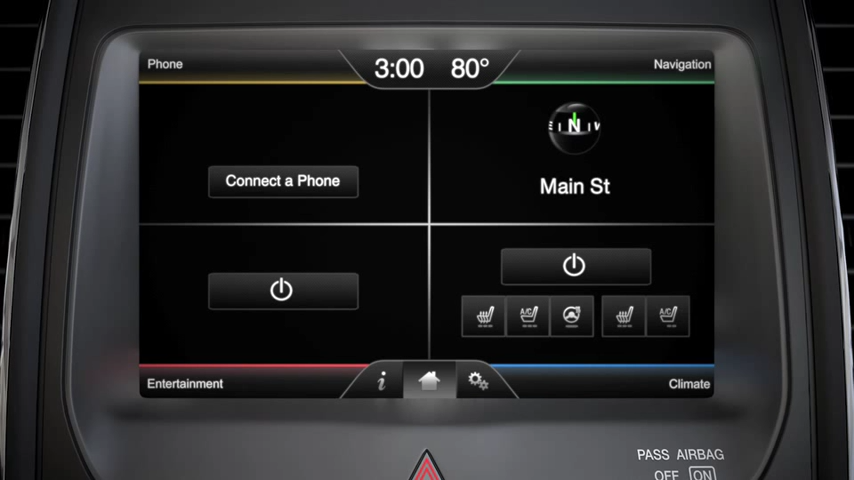 Phone
3:00 80°
Navigation
E N W
Connect a Phone
Main St
A/C
A/C
Entertainment
i
Climate
PASS AIRBAG
OFF ON